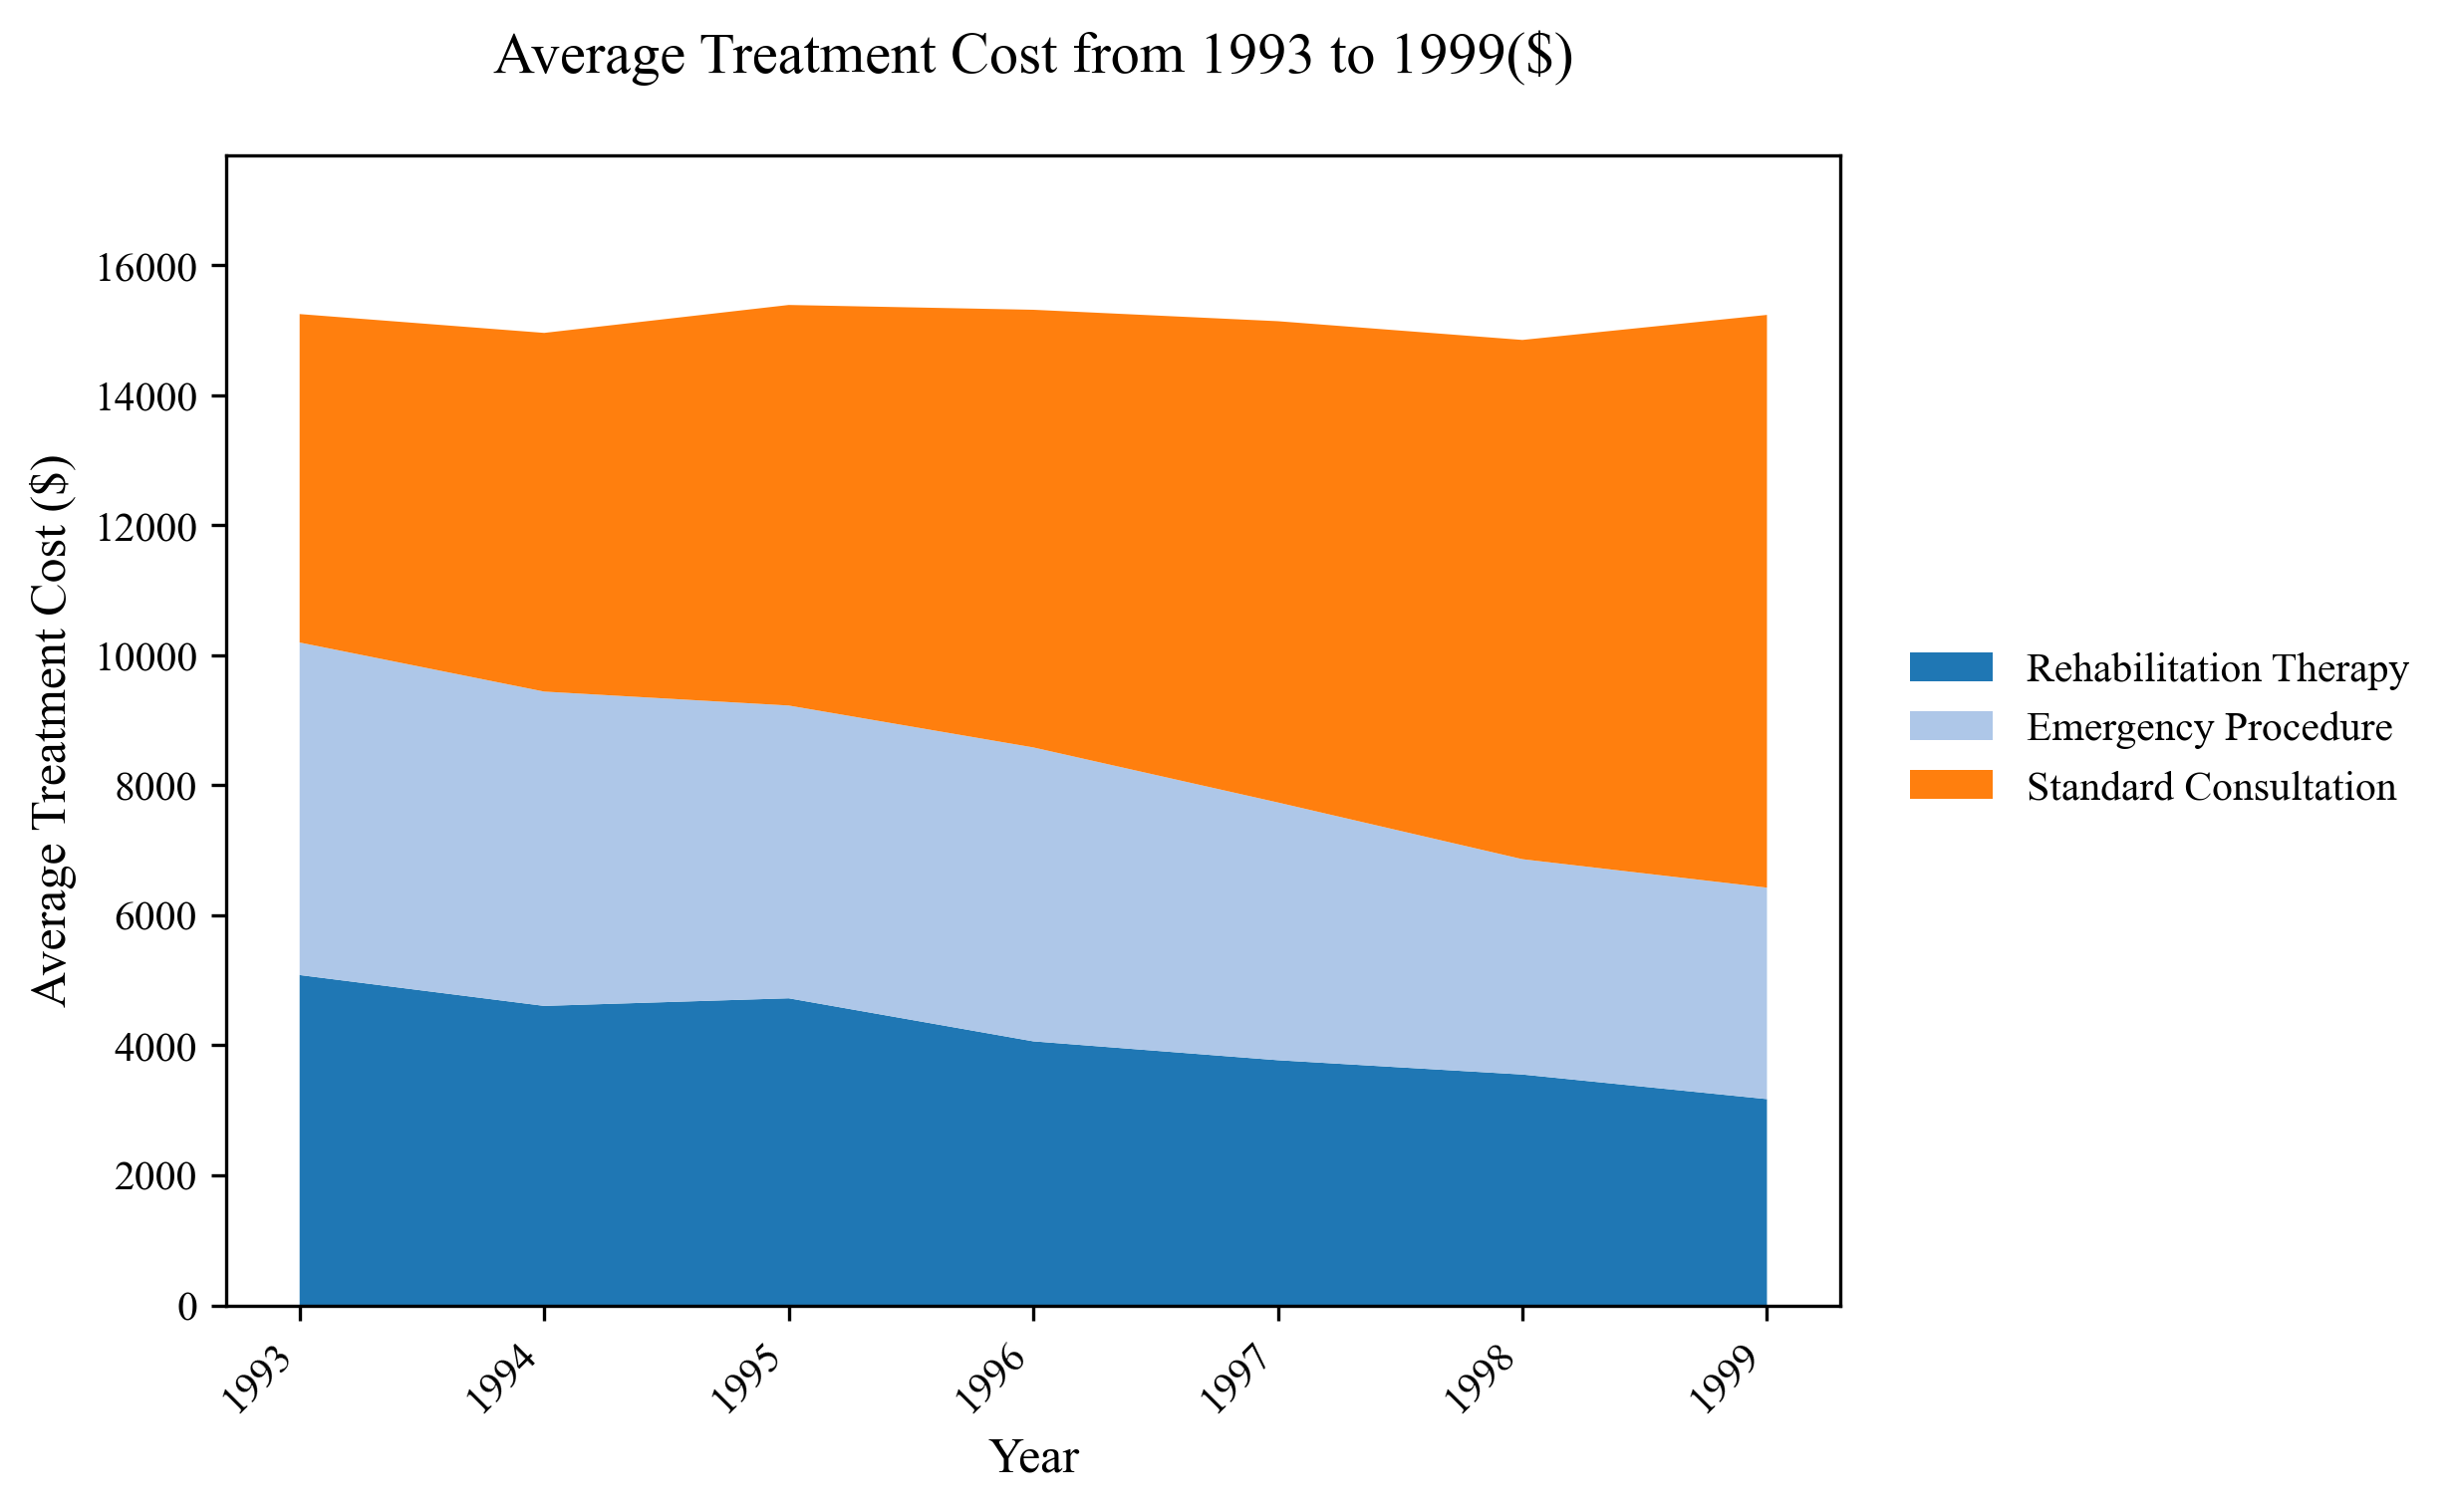 Average Treatment Cost from 1993 to 1999($)
Average Treatment Cost ($)
16000
14000
12000
10000
8000
6000
4000
2000
0
1993
1994
1995
1996
1997
1998
1999
Year
Rehabilitation Therapy
Emergency Procedure
Standard Consultation